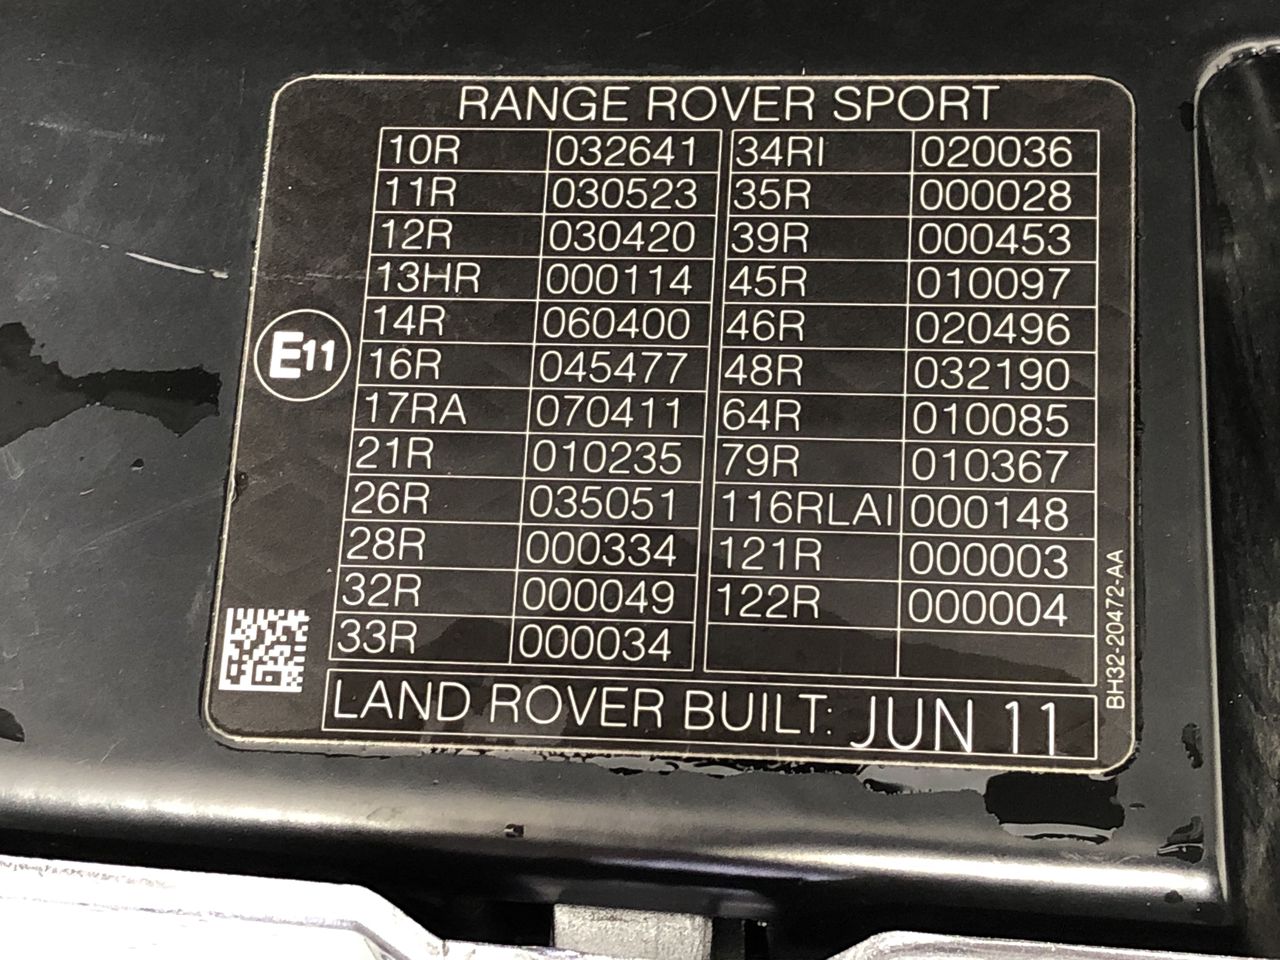 RANGE ROVER SPORT
10R 032641 34RI 020036
11R 030523 35R 000028
12R 030420 39R 000453
13HR 000114 45R 010097
14R 060400 46R 020496
16R 045477 48R 032190
17RA 070411 64R 010085
21R 010235 79R 010367
26R 035051 116RLAI 000148
28R 000334 121R 000003
32R 000049 122R 000004
33R 000034
E11
LAND ROVER BUILT: JUN 11
BH32-20472-AA